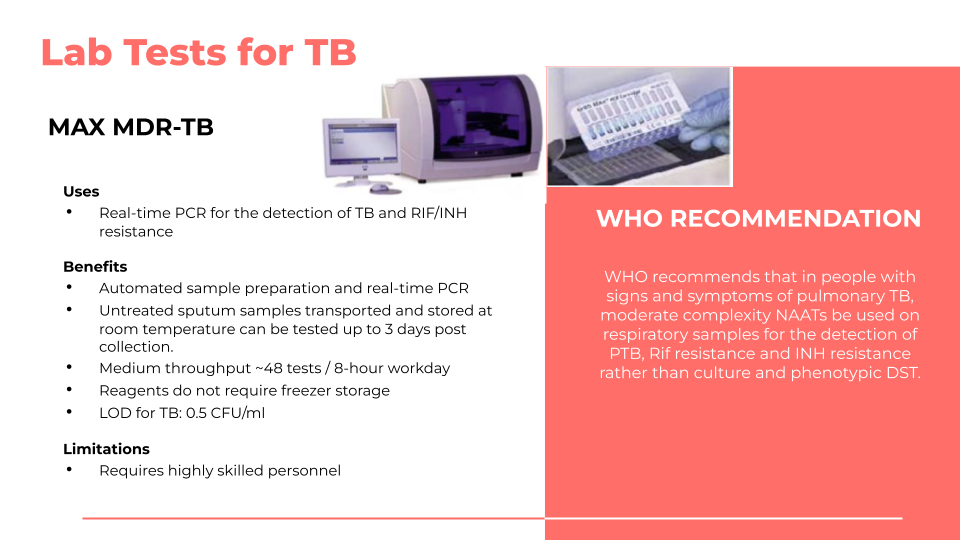 Lab Tests for TB
MAX MDR-TB
Uses
• Real-time PCR for the detection of TB and RIF/INH
resistance
Benefits
• Automated sample preparation and real-time PCR
• Untreated sputum samples transported and stored at
room temperature can be tested up to 3 days post
collection.
• Medium throughput ~48 tests / 8-hour workday
• Reagents do not require freezer storage
• LOD for TB: 0.5 CFU/ml
Limitations
• Requires highly skilled personnel
WHO RECOMMENDATION
WHO recommends that in people with
signs and symptoms of pulmonary TB,
moderate complexity NAATs be used on
respiratory samples for the detection of
PTB, Rif resistance and INH resistance
rather than culture and phenotypic DST.